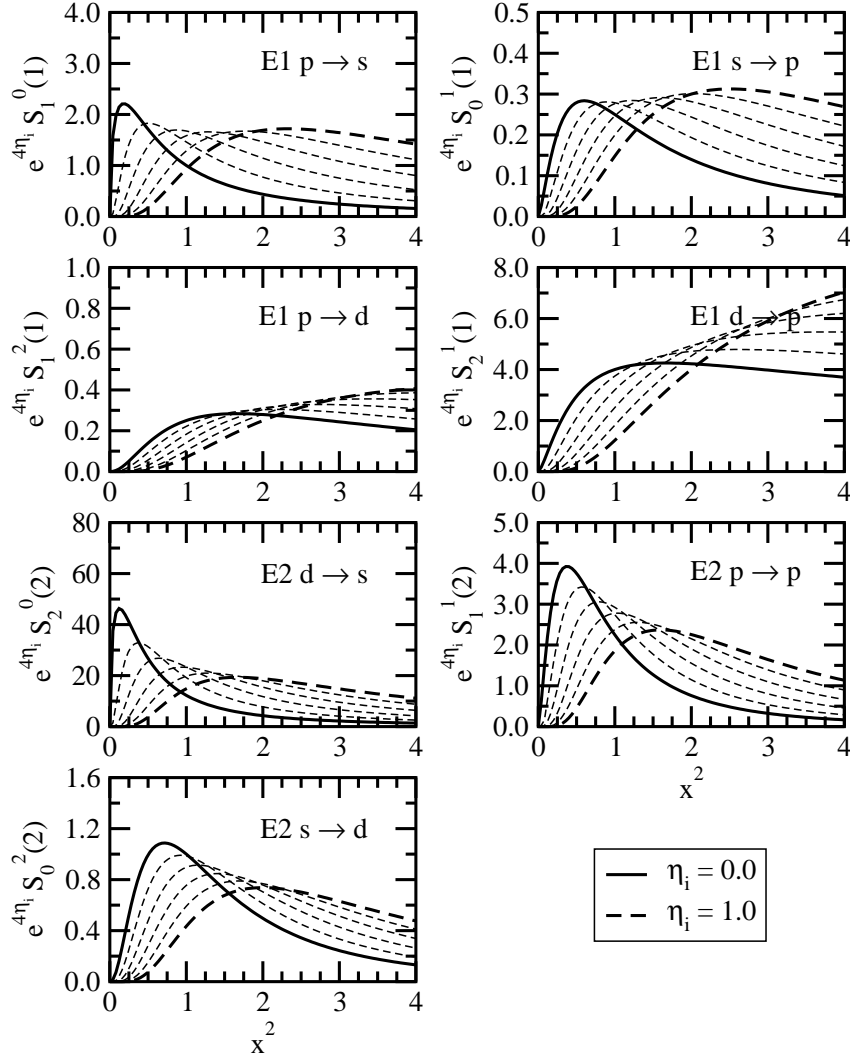 4.0
3.0
2.0
1.0
0.0
0 1 2 3 4
e^{4η_i} S_1^0(1)
E1 p → s
0.5
0.4
0.3
0.2
0.1
0.0
0 1 2 3 4
e^{4η_i} S_0^1(1)
E1 s → p
1.0
0.8
0.6
0.4
0.2
0.0
0 1 2 3 4
e^{4η_i} S_1^2(1)
E1 p → d
8.0
6.0
4.0
2.0
0.0
0 1 2 3 4
e^{4η_i} S_2^1(1)
E1 d → p
80
60
40
20
0
0 1 2 3 4
e^{4η_i} S_2^0(2)
E2 d → s
5.0
4.0
3.0
2.0
1.0
0.0
0 1 2 3 4
e^{4η_i} S_1^1(2)
E2 p → p
x^2
1.6
1.2
0.8
0.4
0.0
0 1 2 3 4
e^{4η_i} S_0^2(2)
E2 s → d
x^2
η_i = 0.0
η_i = 1.0